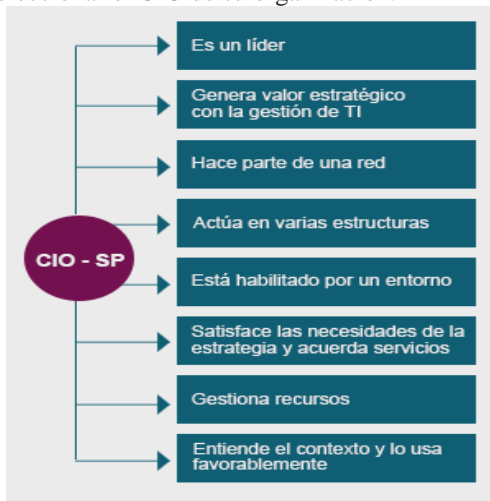 Es un líder
Genera valor estratégico
con la gestión de TI
Hace parte de una red
Actúa en varias estructuras
CIO - SP
Está habilitado por un entorno
Satisface las necesidades de la
estrategia y acuerda servicios
Gestiona recursos
Entiende el contexto y lo usa
favorablemente